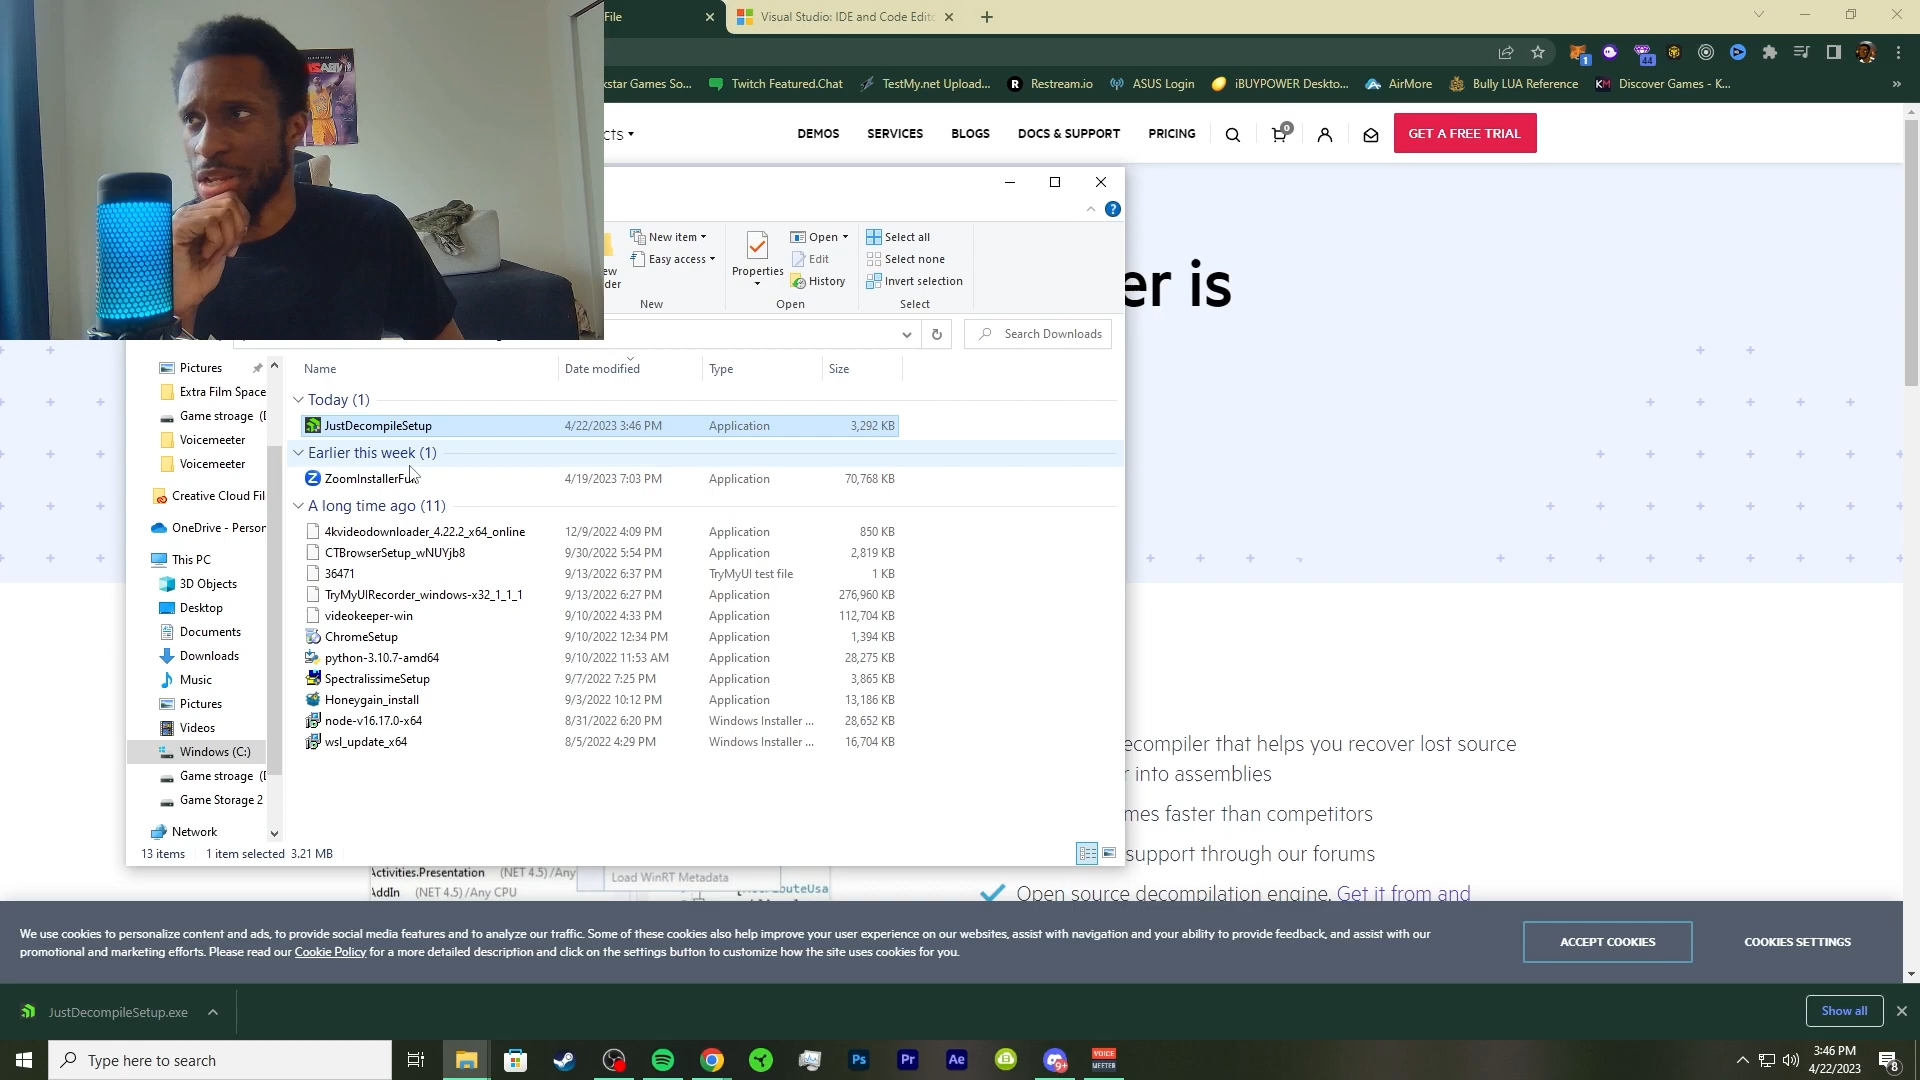 File
Visual Studio: IDE and Code Edit
1
44
kstar Games So...
Twitch Featured.Chat
TestMy.net Upload...
Restream.io
ASUS Login
iBUYPOWER Deskto...
AirMore
Bully LUA Reference
Discover Games - K...
cts
DEMOS
SERVICES
BLOGS
DOCS & SUPPORT
PRICING
0
GET A FREE TRIAL
New item
Easy access
ew
der
New
Properties
Open
Edit
History
Open
Select all
Select none
Invert selection
Select
er is
Search Downloads
Pictures
Extra Film Space
Game stroage (
Voicemeeter
Voicemeeter
Creative Cloud Fil
OneDrive - Person
This PC
3D Objects
Desktop
Documents
Downloads
Music
Pictures
Videos
Windows (C:)
Game stroage (
Game Storage 2
Network
Name Date modified Type Size
Today (1)
JustDecompileSetup 4/22/2023 3:46 PM Application 3,292 KB
Earlier this week (1)
ZoomInstallerFull 4/19/2023 7:03 PM Application 70,768 KB
A long time ago (11)
4kvideodownloader_4.22.2_x64_online 12/9/2022 4:09 PM Application 850 KB
CTBrowserSetup_wNUYjb8 9/30/2022 5:54 PM Application 2,819 KB
36471 9/13/2022 6:37 PM TryMyUI test file 1 KB
TryMyUIRecorder_windows-x32_1_1_1 9/13/2022 6:27 PM Application 276,960 KB
videokeeper-win 9/10/2022 4:33 PM Application 112,704 KB
ChromeSetup 9/10/2022 12:34 PM Application 1,394 KB
python-3.10.7-amd64 9/10/2022 11:53 AM Application 28,275 KB
SpectralissimeSetup 9/7/2022 7:25 PM Application 3,865 KB
Honeygain_install 9/3/2022 10:12 PM Application 13,186 KB
node-v16.17.0-x64 8/31/2022 6:20 PM Windows Installer ... 28,652 KB
wsl_update_x64 8/5/2022 4:29 PM Windows Installer ... 16,704 KB
13 items 1 item selected 3.21 MB
ecompiler that helps you recover lost source
r into assemblies
mes faster than competitors
support through our forums
Open source decompilation engine. Get it from and
Activities.Presentation (NET 4.5)/Any
AddIn (NET 4.5)/Any CPU
Load WinRT Metadata
ributeUsa
We use cookies to personalize content and ads, to provide social media features and to analyze our traffic. Some of these cookies also help improve your user experience on our websites, assist with navigation and your ability to provide feedback, and assist with our
promotional and marketing efforts. Please read our Cookie Policy for a more detailed description and click on the settings button to customize how the site uses cookies for you.
ACCEPT COOKIES
COOKIES SETTINGS
JustDecompileSetup.exe
Show all
Type here to search
Ps
Pr
Ae
9+
VOICE
MEETER
3:46 PM
4/22/2023
8